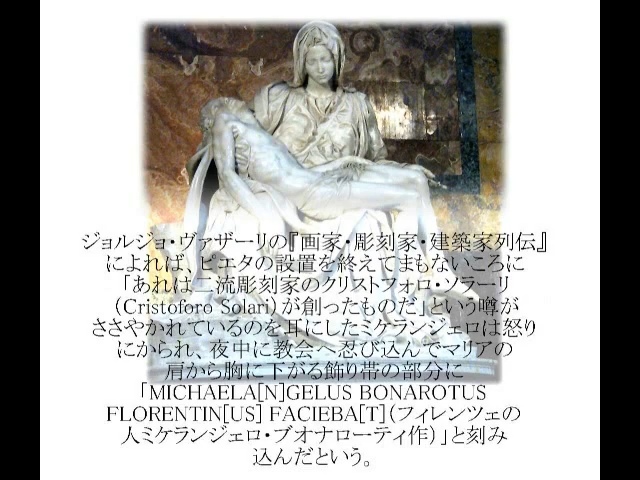 ジョルジョ・ヴァザーリの『画家・彫刻家・建築家列伝』
によれば、ピエタの設置を終えてまもないころに
「あれは二流彫刻家のクリストフォロ・ソラーリ
（Cristoforo Solari）が創ったものだ」という噂が
ささやかれているのを耳にしたミケランジェロは怒り
にかられ、夜中に教会へ忍び込んでマリアの
肩から胸に下がる飾り帯の部分に
「MICHAELA[N]GELUS BONAROTUS
FLORENTIN[US] FACIEBA[T]（フィレンツェの
人ミケランジェロ・ブオナローティ作）」と刻み
込んだという。